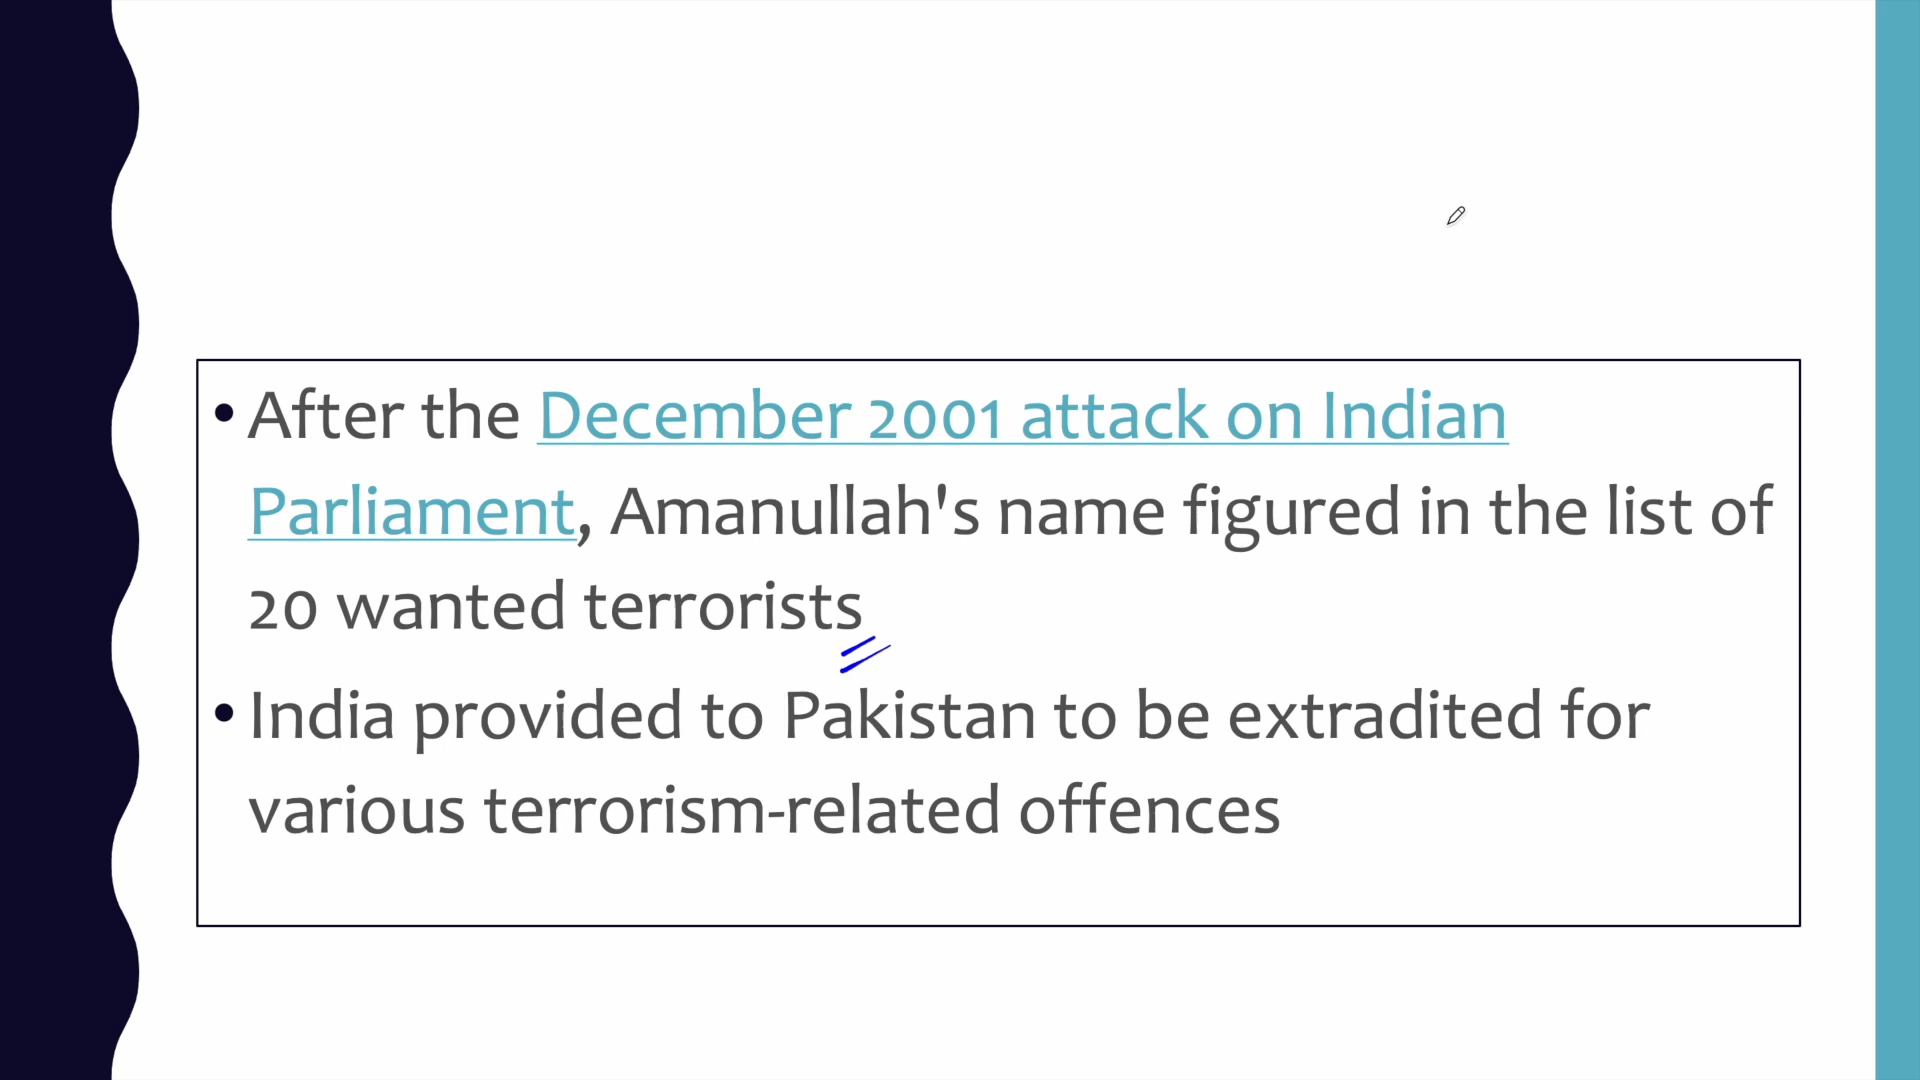 • After the December 2001 attack on Indian
Parliament, Amanullah's name figured in the list of
20 wanted terrorists
• India provided to Pakistan to be extradited for
various terrorism-related offences